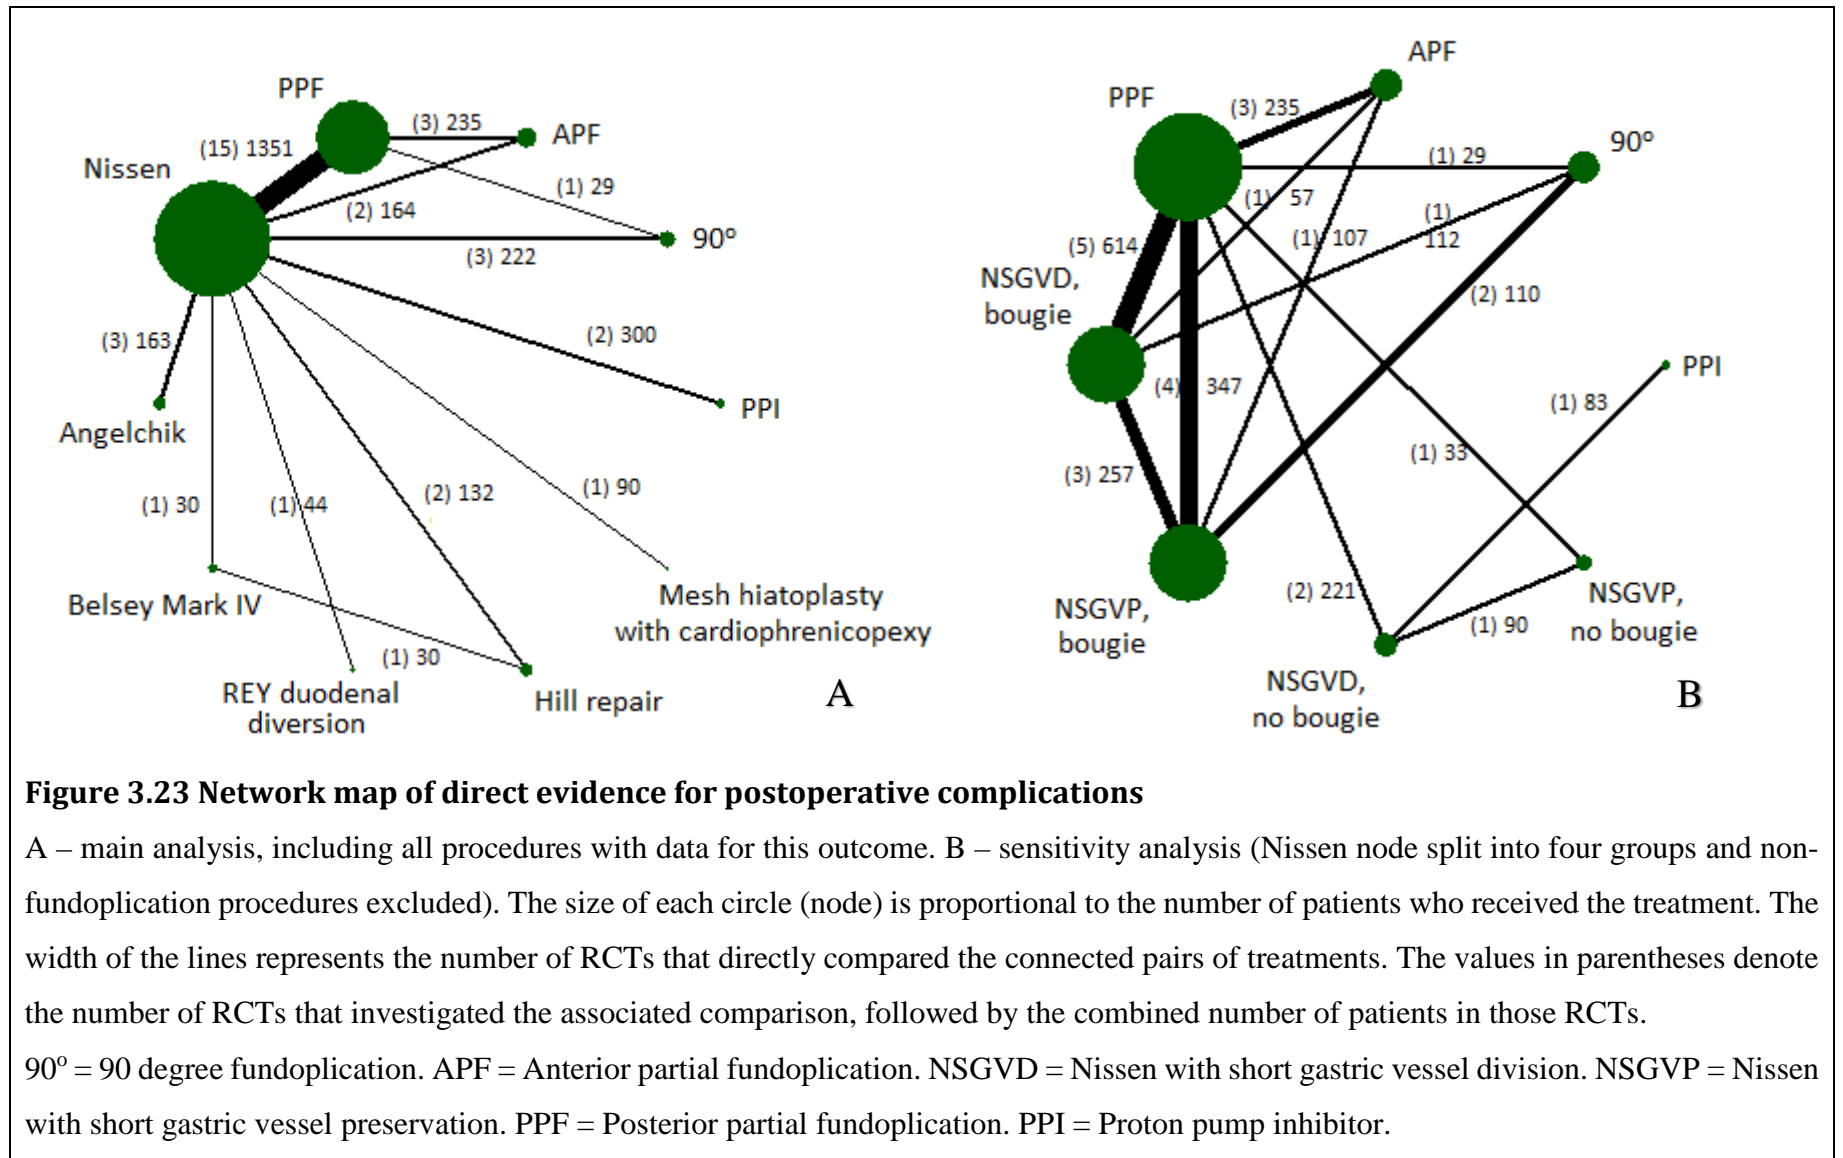 PPF
(3) 235
APF
(15) 1351
Nissen
(1) 29
(2) 164
90º
(3) 222
(3) 163
(2) 300
Angelchik
PPI
(1) 30
(1) 44
(2) 132
(1) 90
Belsey Mark IV
Mesh hiatoplasty
with cardiophrenicopexy
(1) 30
REY duodenal
diversion
Hill repair
A
APF
PPF
(3) 235
90º
(1) 29
(1) 57
(1)
112
(1) 107
(5) 614
NSGVD,
bougie
(2) 110
(4) 347
PPI
(1) 83
(1) 33
(3) 257
(2) 221
NSGVP,
bougie
NSGVP,
no bougie
(1) 90
NSGVD,
no bougie
B
Figure 3.23 Network map of direct evidence for postoperative complications
A – main analysis, including all procedures with data for this outcome. B – sensitivity analysis (Nissen node split into four groups and non-
fundoplication procedures excluded). The size of each circle (node) is proportional to the number of patients who received the treatment. The
width of the lines represents the number of RCTs that directly compared the connected pairs of treatments. The values in parentheses denote
the number of RCTs that investigated the associated comparison, followed by the combined number of patients in those RCTs.
90º = 90 degree fundoplication. APF = Anterior partial fundoplication. NSGVD = Nissen with short gastric vessel division. NSGVP = Nissen
with short gastric vessel preservation. PPF = Posterior partial fundoplication. PPI = Proton pump inhibitor.